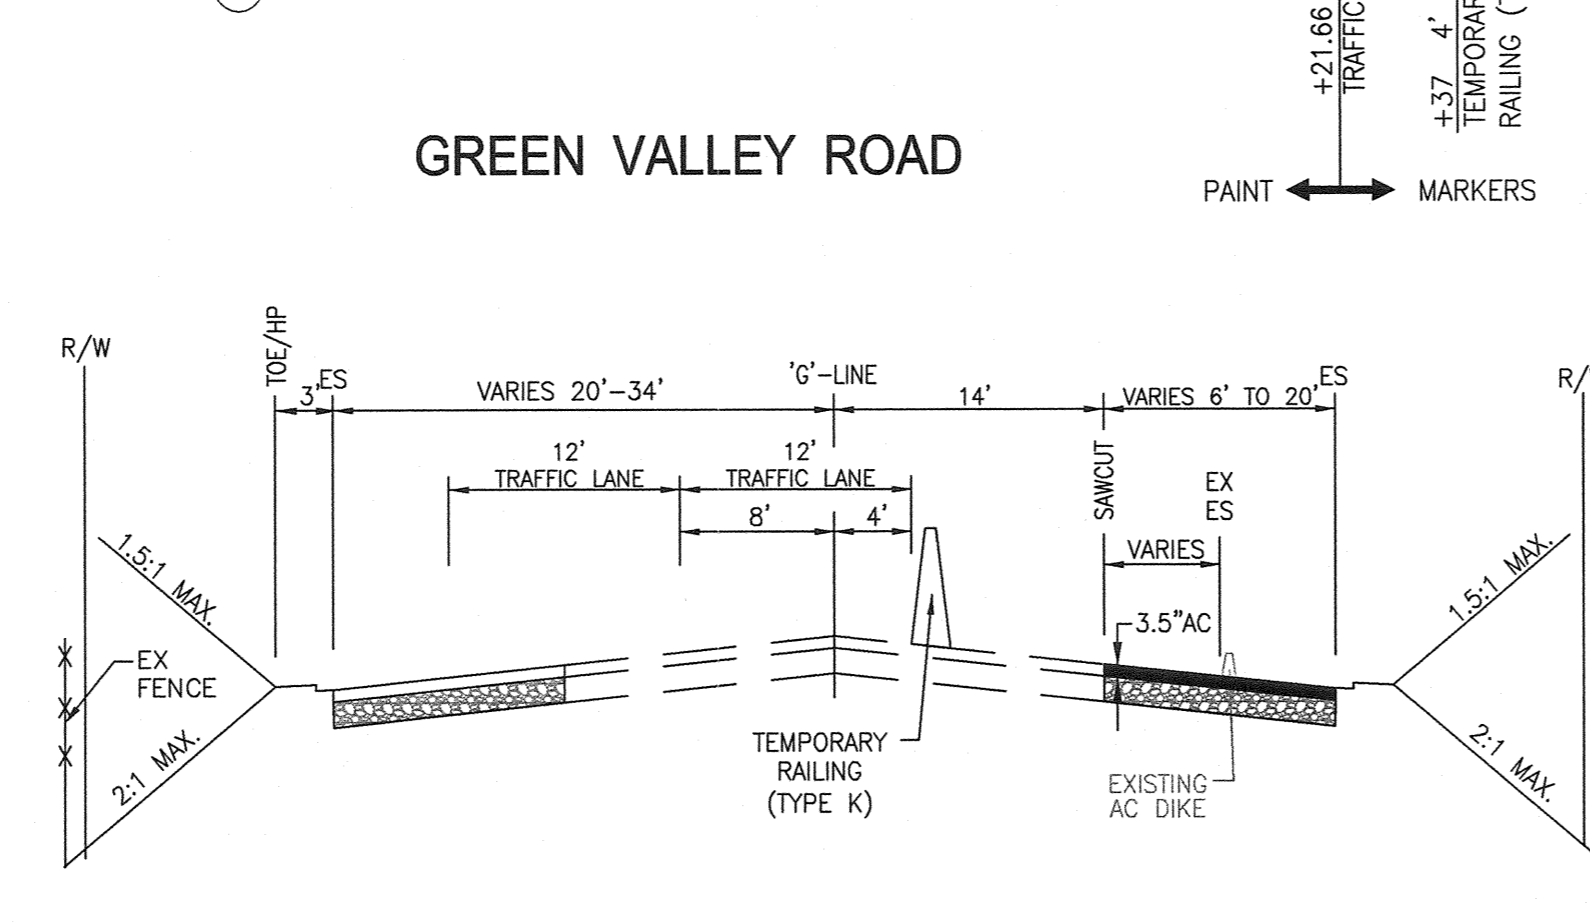 +21.66
TRAFFIC
+37 4'
TEMPORAR
RAILING (
GREEN VALLEY ROAD
PAINT
MARKERS
R/W
TOE/HP
3'
ES
VARIES 20'-34'
'G'-LINE
14'
VARIES 6' TO 20'
ES
R/
12'
TRAFFIC LANE
12'
TRAFFIC LANE
8'
4'
SAWCUT
EX
ES
VARIES
1.5:1 MAX.
1.5:1 MAX.
3.5"AC
EX
FENCE
2:1 MAX.
2:1 MAX.
TEMPORARY
RAILING
(TYPE K)
EXISTING
AC DIKE